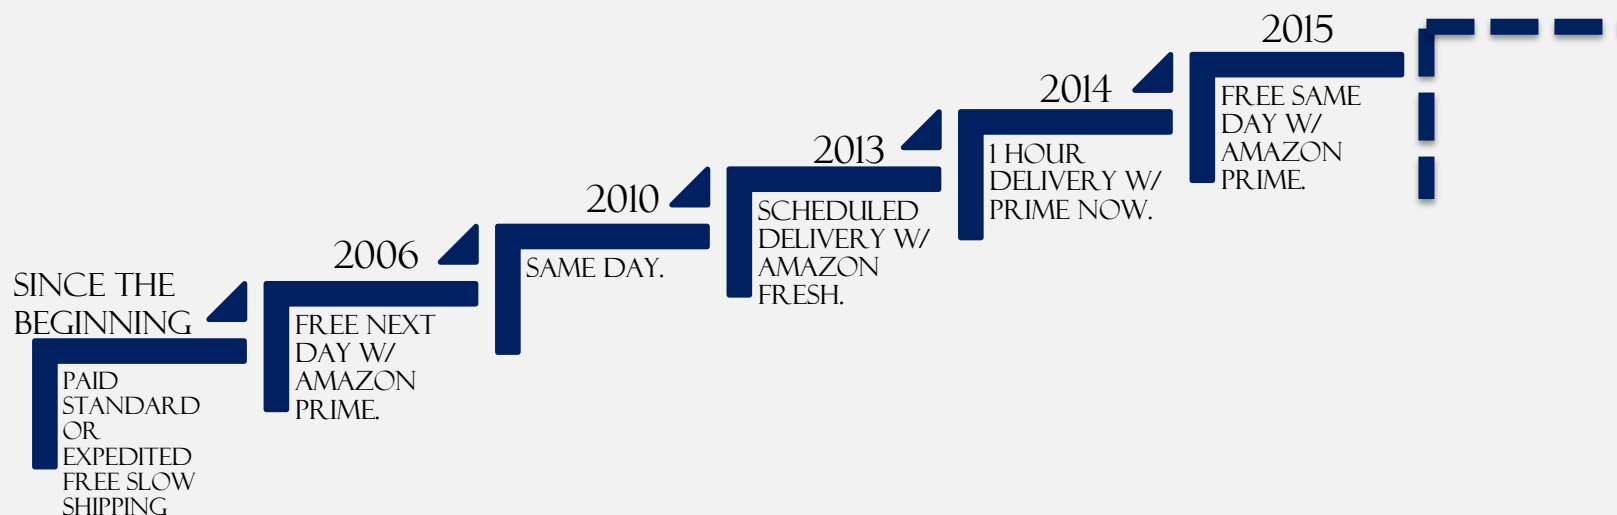 SINCE THE
BEGINNING
PAID
STANDARD
OR
EXPEDITED
FREE SLOW
SHIPPING
2006
FREE NEXT
DAY W/
AMAZON
PRIME.
2010
SAME DAY.
2013
SCHEDULED
DELIVERY W/
AMAZON
FRESH.
2014
1 HOUR
DELIVERY W/
PRIME NOW.
2015
FREE SAME
DAY W/
AMAZON
PRIME.